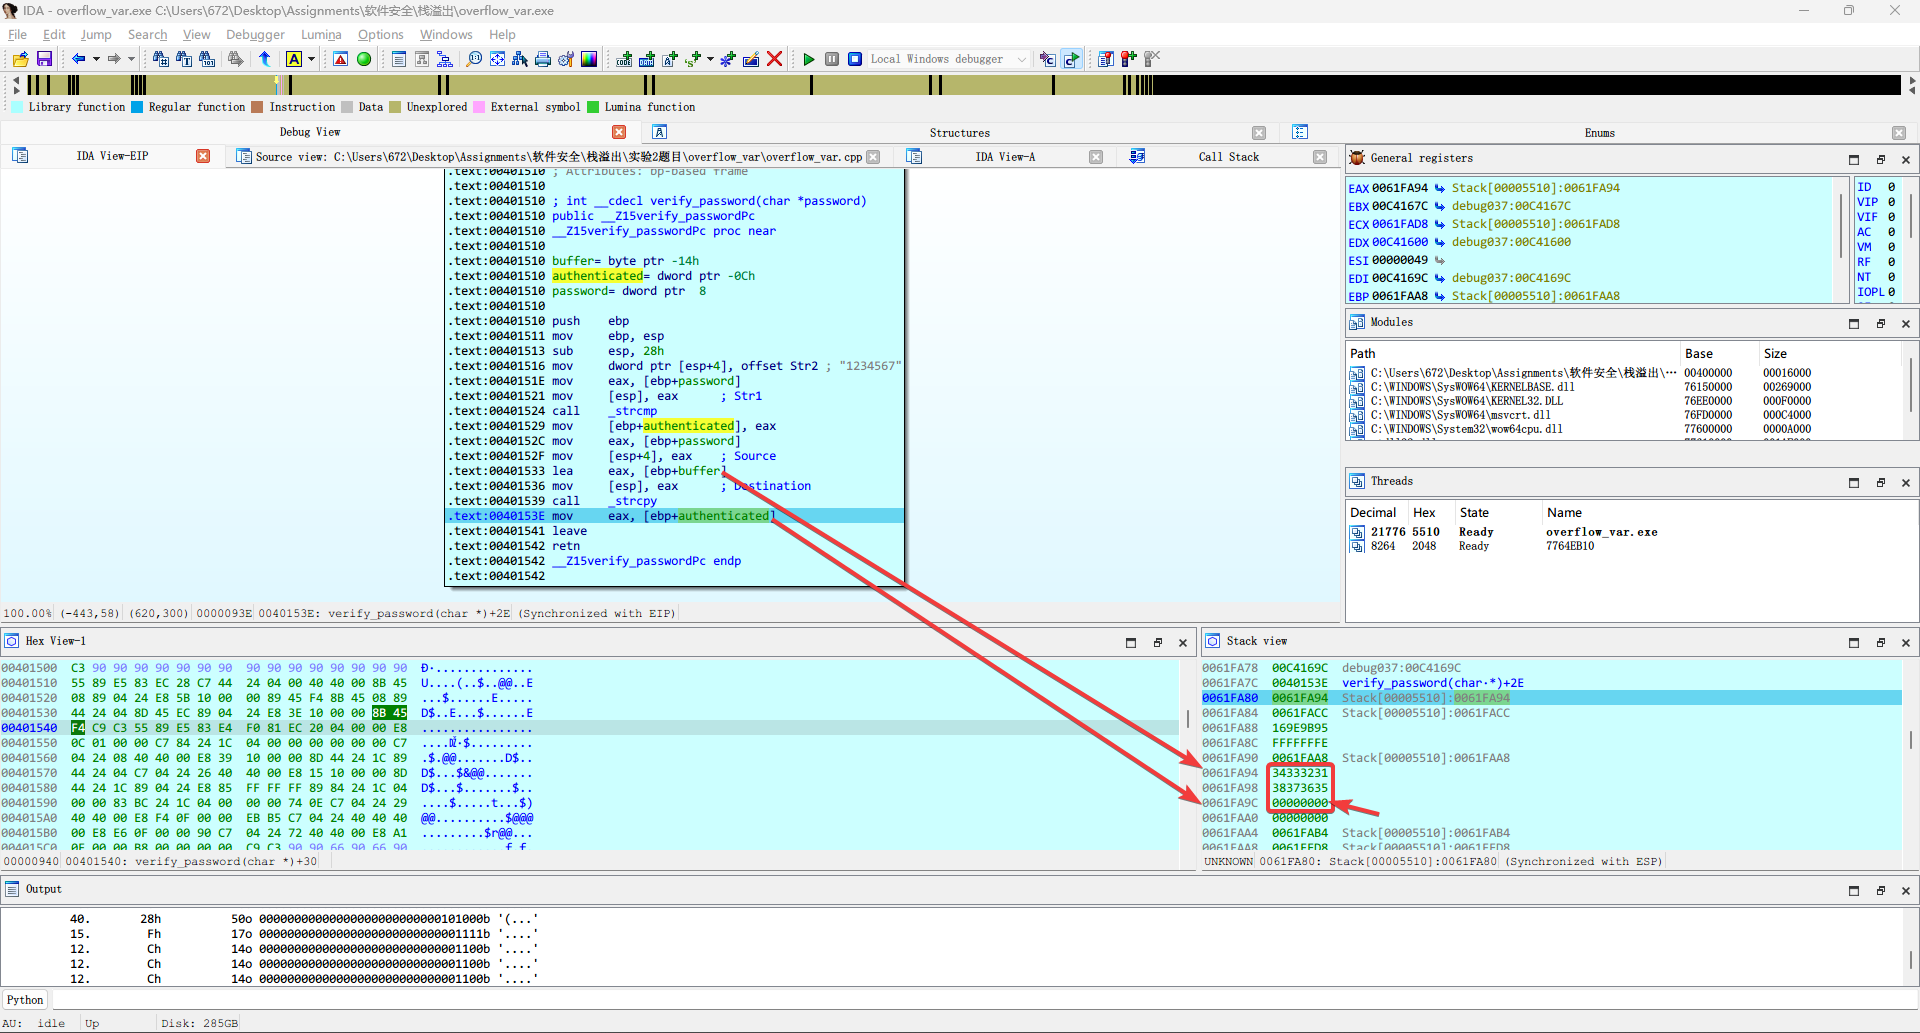 IDA - overflow_var.exe C:\Users\672\Desktop\Assignments\软件安全\栈溢出\overflow_var.exe
File Edit Jump Search View Debugger Lumina Options Windows Help
Local Windows debugger
Library function Regular function Instruction Data Unexplored External symbol Lumina function
Debug View Structures Enums
IDA View-EIP Source view: C:\Users\672\Desktop\Assignments\软件安全\栈溢出\实验2题目\overflow_var\overflow_var.cpp IDA View-A Call Stack
.text:00401510 ; Attributes: bp-based frame
.text:00401510
.text:00401510 ; int __cdecl verify_password(char *password)
.text:00401510 public __Z15verify_passwordPc
.text:00401510 __Z15verify_passwordPc proc near
.text:00401510
.text:00401510 buffer= byte ptr -14h
.text:00401510 authenticated= dword ptr -0Ch
.text:00401510 password= dword ptr  8
.text:00401510
.text:00401510 push    ebp
.text:00401511 mov     ebp, esp
.text:00401513 sub     esp, 28h
.text:00401516 mov     dword ptr [esp+4], offset Str2 ; "1234567"
.text:0040151E mov     eax, [ebp+password]
.text:00401521 mov     [esp], eax      ; Str1
.text:00401524 call    _strcmp
.text:00401529 mov     [ebp+authenticated], eax
.text:0040152C mov     eax, [ebp+password]
.text:0040152F mov     [esp+4], eax    ; Source
.text:00401533 lea     eax, [ebp+buffer]
.text:00401536 mov     [esp], eax      ; Destination
.text:00401539 call    _strcpy
.text:0040153E mov     eax, [ebp+authenticated]
.text:00401541 leave
.text:00401542 retn
.text:00401542 __Z15verify_passwordPc endp
.text:00401542
100.00% (-443,58) (620,300) 0000093E 0040153E: verify_password(char *)+2E (Synchronized with EIP)
General registers
EAX 0061FA94 Stack[00005510]:0061FA94
EBX 00C4167C debug037:00C4167C
ECX 0061FAD8 Stack[00005510]:0061FAD8
EDX 00C41600 debug037:00C41600
ESI 00000049
EDI 00C4169C debug037:00C4169C
EBP 0061FAA8 Stack[00005510]:0061FAA8
ID 0
VIP 0
VIF 0
AC 0
VM 0
RF 0
NT 0
IOPL 0
Modules
Path Base Size
C:\Users\672\Desktop\Assignments\软件安全\栈溢出\··· 00400000 00016000
C:\WINDOWS\SysWOW64\KERNELBASE.dll 76150000 00269000
C:\WINDOWS\SysWOW64\KERNEL32.DLL 76EE0000 000F0000
C:\WINDOWS\SysWOW64\msvcrt.dll 76FD0000 000C4000
C:\WINDOWS\System32\wow64cpu.dll 77600000 0000A000
Threads
Decimal Hex State Name
21776 5510 Ready overflow_var.exe
8264 2048 Ready 7764EB10
Hex View-1
00401500 C3 90 90 90 90 90 90 90 90 90 90 90 90 90 90 90 Ð·..............
00401510 55 89 E5 83 EC 28 C7 44 24 04 00 40 40 00 8B 45 U....(..$..@@..E
00401520 08 89 04 24 E8 5B 10 00 00 89 45 F4 8B 45 08 89 ...$......E.....
00401530 44 24 04 8D 45 EC 89 04 24 E8 3E 10 00 00 8B 45 D$..E...$......E
00401540 F4 C9 C3 55 89 E5 83 E4 F0 81 EC 20 04 00 00 E8 ................
00401550 0C 01 00 00 C7 84 24 1C 04 00 00 00 00 00 00 C7
00401560 04 24 08 40 40 00 E8 39 10 00 00 8D 44 24 1C 89 .$.@@.......D$..
00401570 44 24 04 C7 04 24 26 40 40 00 E8 15 10 00 00 8D D$...$&@@.......
00401580 44 24 1C 89 04 24 E8 85 FF FF FF 89 84 24 1C 04 D$...$.......$..
00401590 00 00 83 BC 24 1C 04 00 00 00 74 0E C7 04 24 29 ....$.....t...$)
004015A0 40 40 00 E8 F4 0F 00 00 EB B5 C7 04 24 40 40 40 @@..........$@@@
004015B0 00 E8 E6 0F 00 00 90 C7 04 24 72 40 40 00 E8 A1 .........$r@@...
004015C0 0F 00 00 B8 00 00 00 00 C9 C3 90 90 66 90 66 90
00000940 00401540: verify_password(char *)+30
Stack view
0061FA78 00C4169C debug037:00C4169C
0061FA7C 0040153E verify_password(char·*)+2E
0061FA80 0061FA94 Stack[00005510]:0061FA94
0061FA84 0061FACC Stack[00005510]:0061FACC
0061FA88 169E9B95
0061FA8C FFFFFFFE
0061FA90 0061FAA8 Stack[00005510]:0061FAA8
0061FA94 34333231
0061FA98 38373635
0061FA9C 00000000
0061FAA0 00000000
0061FAA4 0061FAB4 Stack[00005510]:0061FAB4
0061FAA8 0061FED8 Stack[00005510]:0061FED8
UNKNOWN 0061FA80: Stack[00005510]:0061FA80 (Synchronized with ESP)
Output
40. 28h 50o 00000000000000000000000000101000b '(...'
15. Fh 17o 00000000000000000000000000001111b '....'
12. Ch 14o 00000000000000000000000000001100b '....'
12. Ch 14o 00000000000000000000000000001100b '....'
12. Ch 14o 00000000000000000000000000001100b '....'
Python
AU: idle Up Disk: 285GB